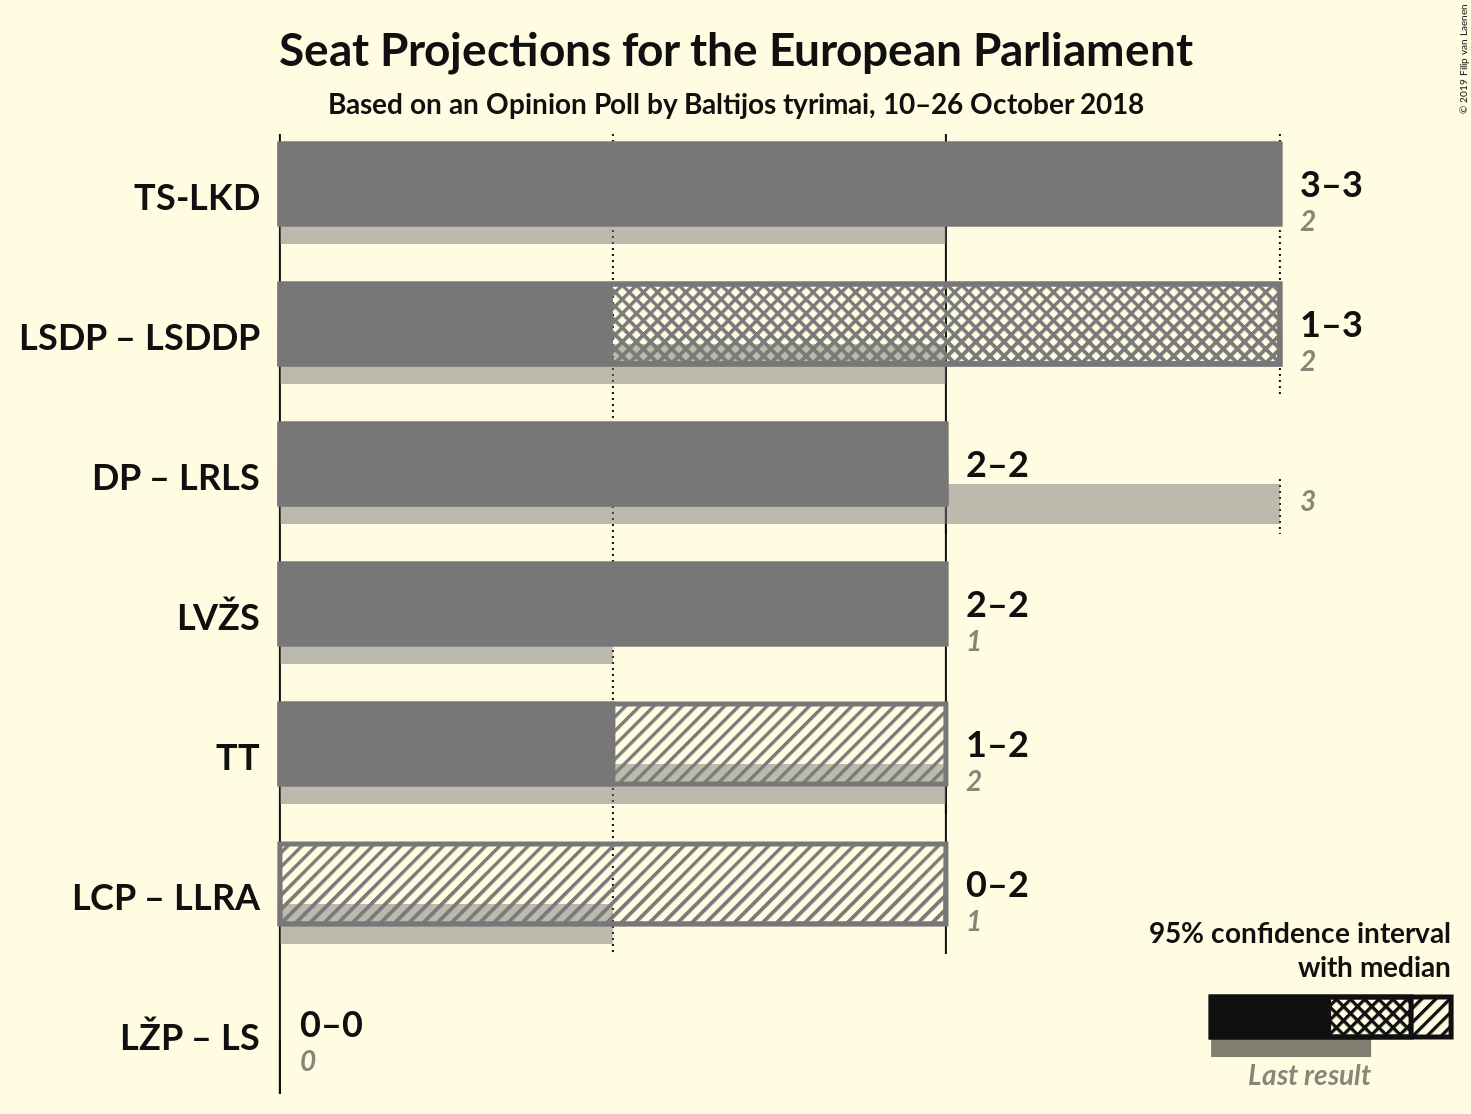 Seat Projections for the European Parliament
Based on an Opinion Poll by Baltijos tyrimai, 10–26 October 2018
© 2019 Filip van Laenen
TS-LKD
3–3
2
LSDP – LSDDP
1–3
2
DP – LRLS
2–2
3
LVŽS
2–2
1
TT
1–2
2
LCP – LLRA
0–2
1
LŽP – LS
0–0
0
95% confidence interval
with median
Last result